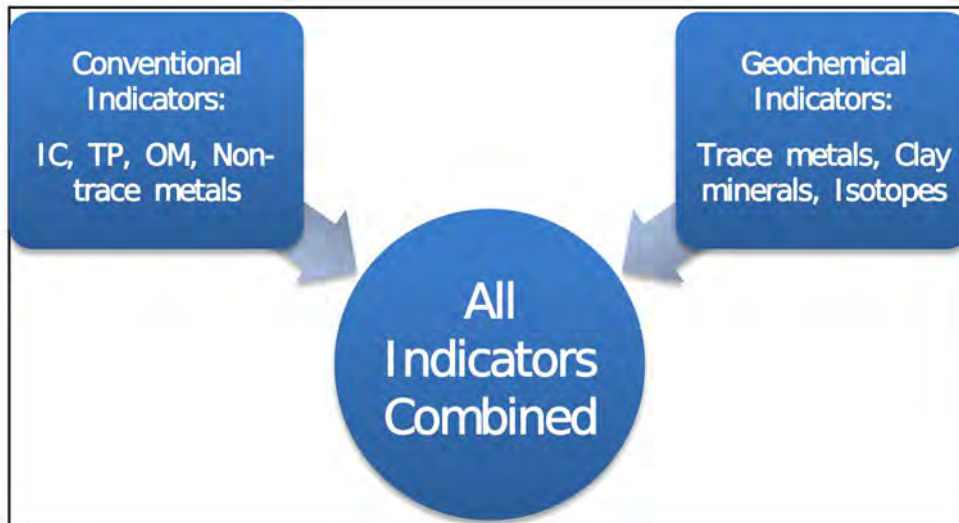 Conventional
Indicators:
IC, TP, OM, Non-
trace metals
Geochemical
Indicators:
Trace metals, Clay
minerals, Isotopes
All
Indicators
Combined